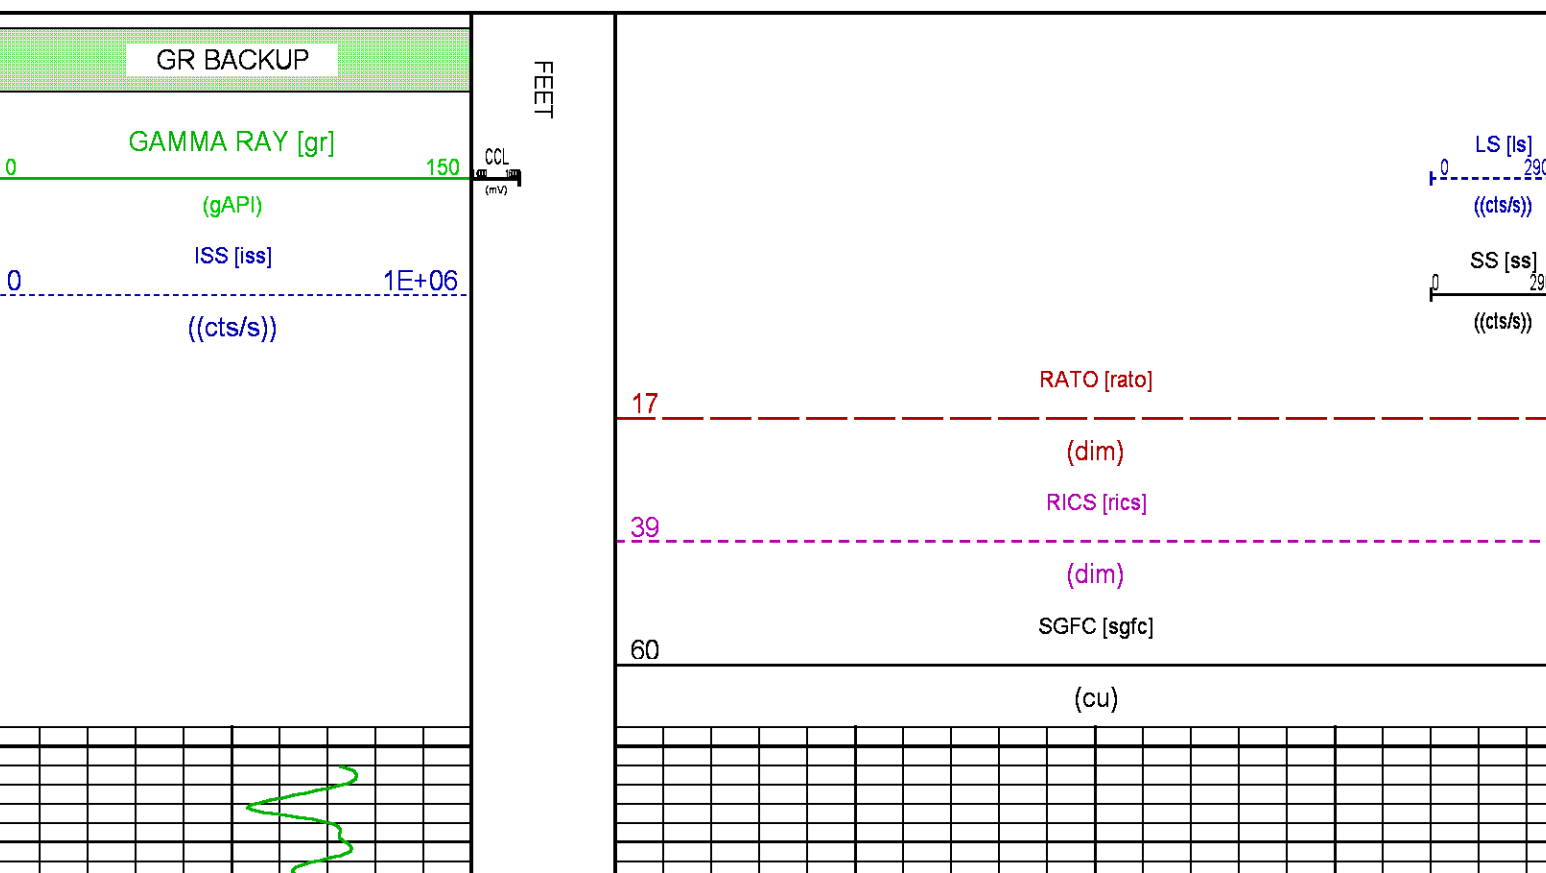 GR BACKUP
FEET
GAMMA RAY [gr]
0 150
(gAPI)
CCL
(mV)
LS [ls]
0 290
((cts/s))
ISS [iss]
0 1E+06
((cts/s))
SS [ss]
0
((cts/s))
RATO [rato]
17
(dim)
RICS [rics]
39
(dim)
SGFC [sgfc]
60
(cu)